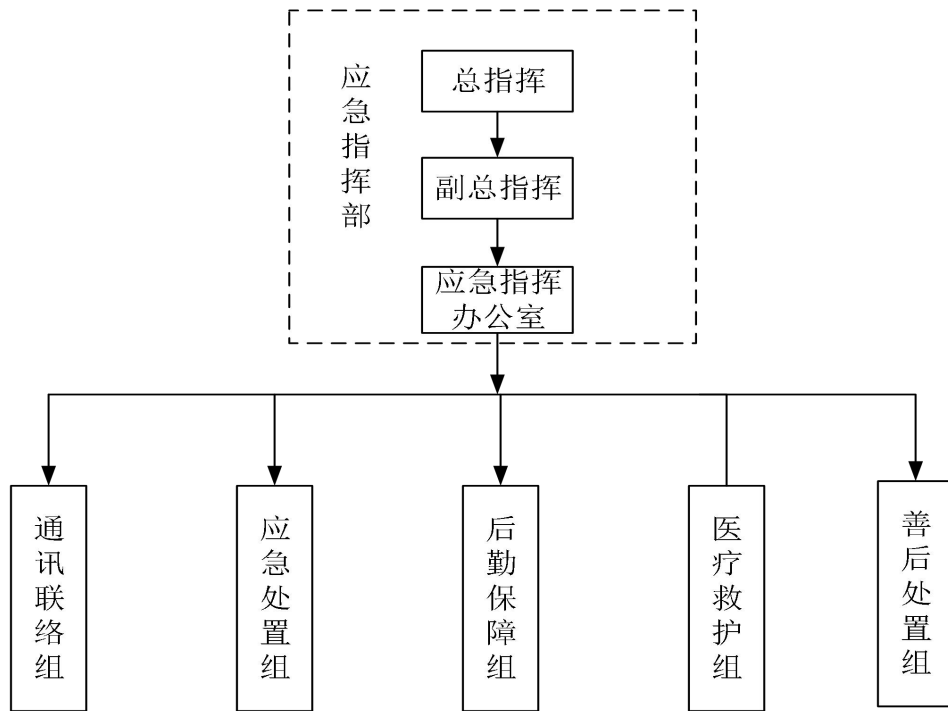 应急指挥部
总指挥
副总指挥
应急指挥
办公室
通讯联络组
应急处置组
后勤保障组
医疗救护组
善后处置组